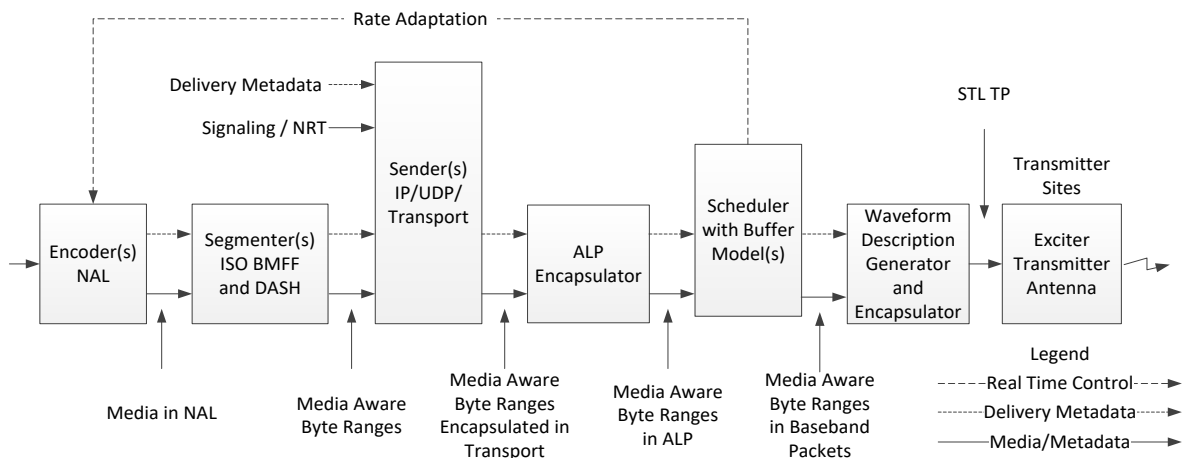 Rate Adaptation
Delivery Metadata
Signaling / NRT
STL TP
Transmitter
Sites
Encoder(s)
NAL
Segmenter(s)
ISO BMFF
and DASH
Sender(s)
IP/UDP/
Transport
ALP
Encapsulator
Scheduler
with Buffer
Model(s)
Waveform
Description
Generator
and
Encapsulator
Exciter
Transmitter
Antenna
Media in NAL
Media Aware
Byte Ranges
Media Aware
Byte Ranges
Encapsulated in
Transport
Media Aware
Byte Ranges
in ALP
Media Aware
Byte Ranges
in Baseband
Packets
Legend
Real Time Control
Delivery Metadata
Media/Metadata